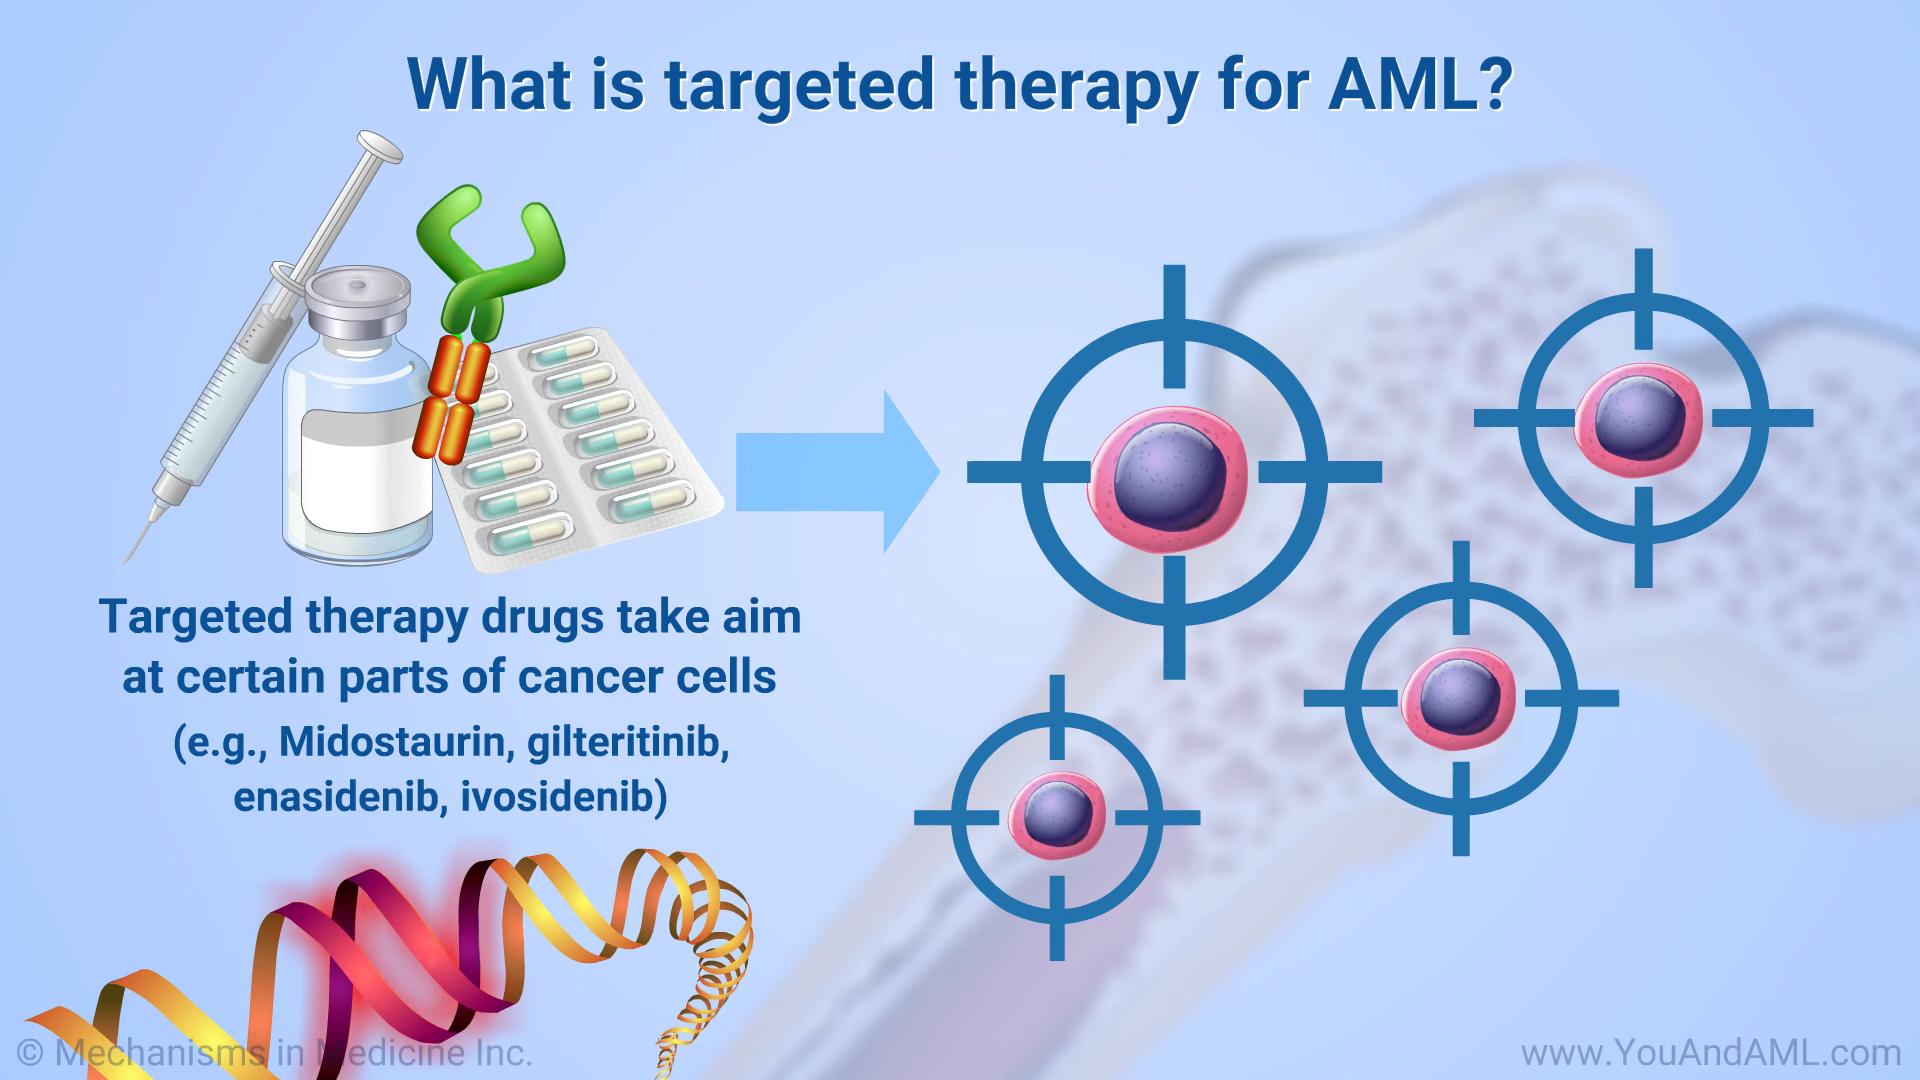 What is targeted therapy for AML?
Targeted therapy drugs take aim
at certain parts of cancer cells
(e.g., Midostaurin, gilteritinib,
enasidenib, ivosidenib)
© Mechanisms in Medicine Inc.
www.YouAndAML.com